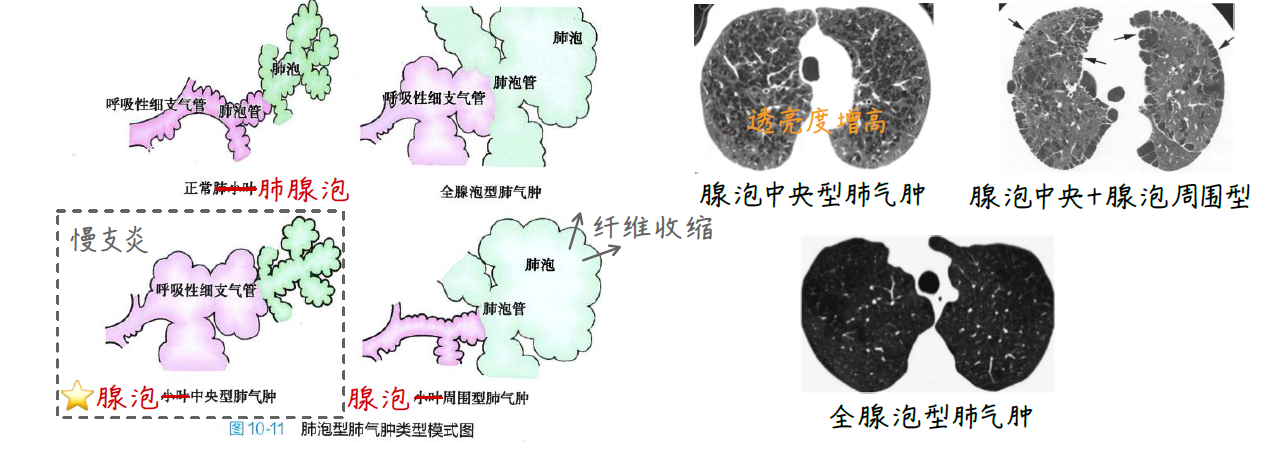 呼吸性细支气管
肺泡管
肺泡
正常肺小叶肺腺泡
呼吸性细支气管
肺泡管
肺泡
全腺泡型肺气肿
慢支炎
呼吸性细支气管
腺泡小叶中央型肺气肿
纤维收缩
肺泡
肺泡管
腺泡小叶周围型肺气肿
图10-11 肺泡型肺气肿类型模式图
透亮度增高
腺泡中央型肺气肿
腺泡中央+腺泡周围型
全腺泡型肺气肿